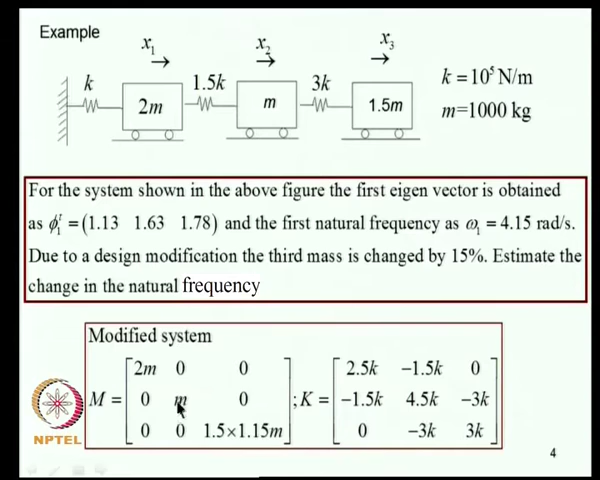 Example
x₁ x₂ x₃
k 1.5k 3k
2m m 1.5m
k = 10⁵ N/m
m=1000 kg
For the system shown in the above figure the first eigen vector is obtained
as ϕ₁ᵗ = (1.13 1.63 1.78) and the first natural frequency as ω₁ = 4.15 rad/s.
Due to a design modification the third mass is changed by 15%. Estimate the
change in the natural frequency
Modified system
M = [2m 0 0; 0 m 0; 0 0 1.5×1.15m] ; K = [2.5k −1.5k 0; −1.5k 4.5k −3k; 0 −3k 3k]
NPTEL
4